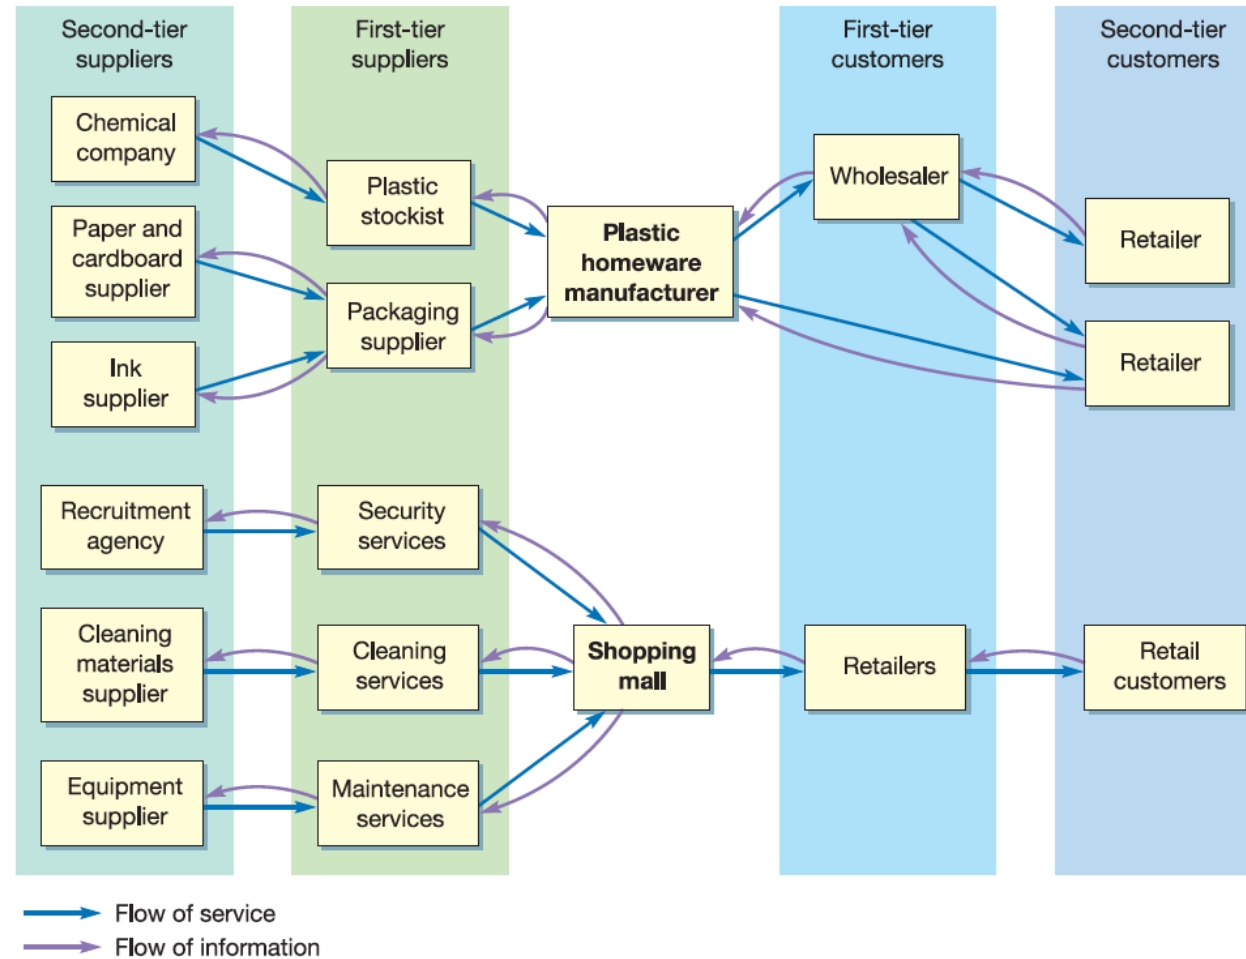 Second-tier
suppliers
First-tier
suppliers
First-tier
customers
Second-tier
customers
Chemical
company
Paper and
cardboard
supplier
Ink
supplier
Plastic
stockist
Packaging
supplier
Plastic
homeware
manufacturer
Wholesaler
Retailer
Retailer
Recruitment
agency
Cleaning
materials
supplier
Equipment
supplier
Security
services
Cleaning
services
Maintenance
services
Shopping
mall
Retailers
Retail
customers
Flow of service
Flow of information